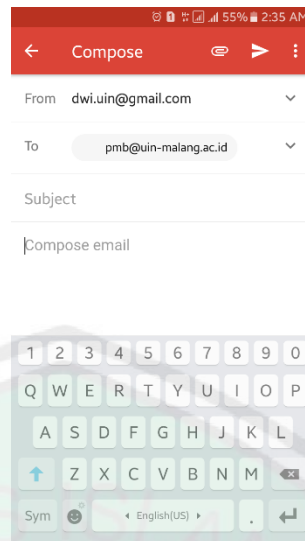 55% 2:35 AM
Compose
From dwi.uin@gmail.com
To pmb@uin-malang.ac.id
Subject
Compose email
1 2 3 4 5 6 7 8 9 0
Q W E R T Y U I O P
A S D F G H J K L
Z X C V B N M
Sym English(US) .